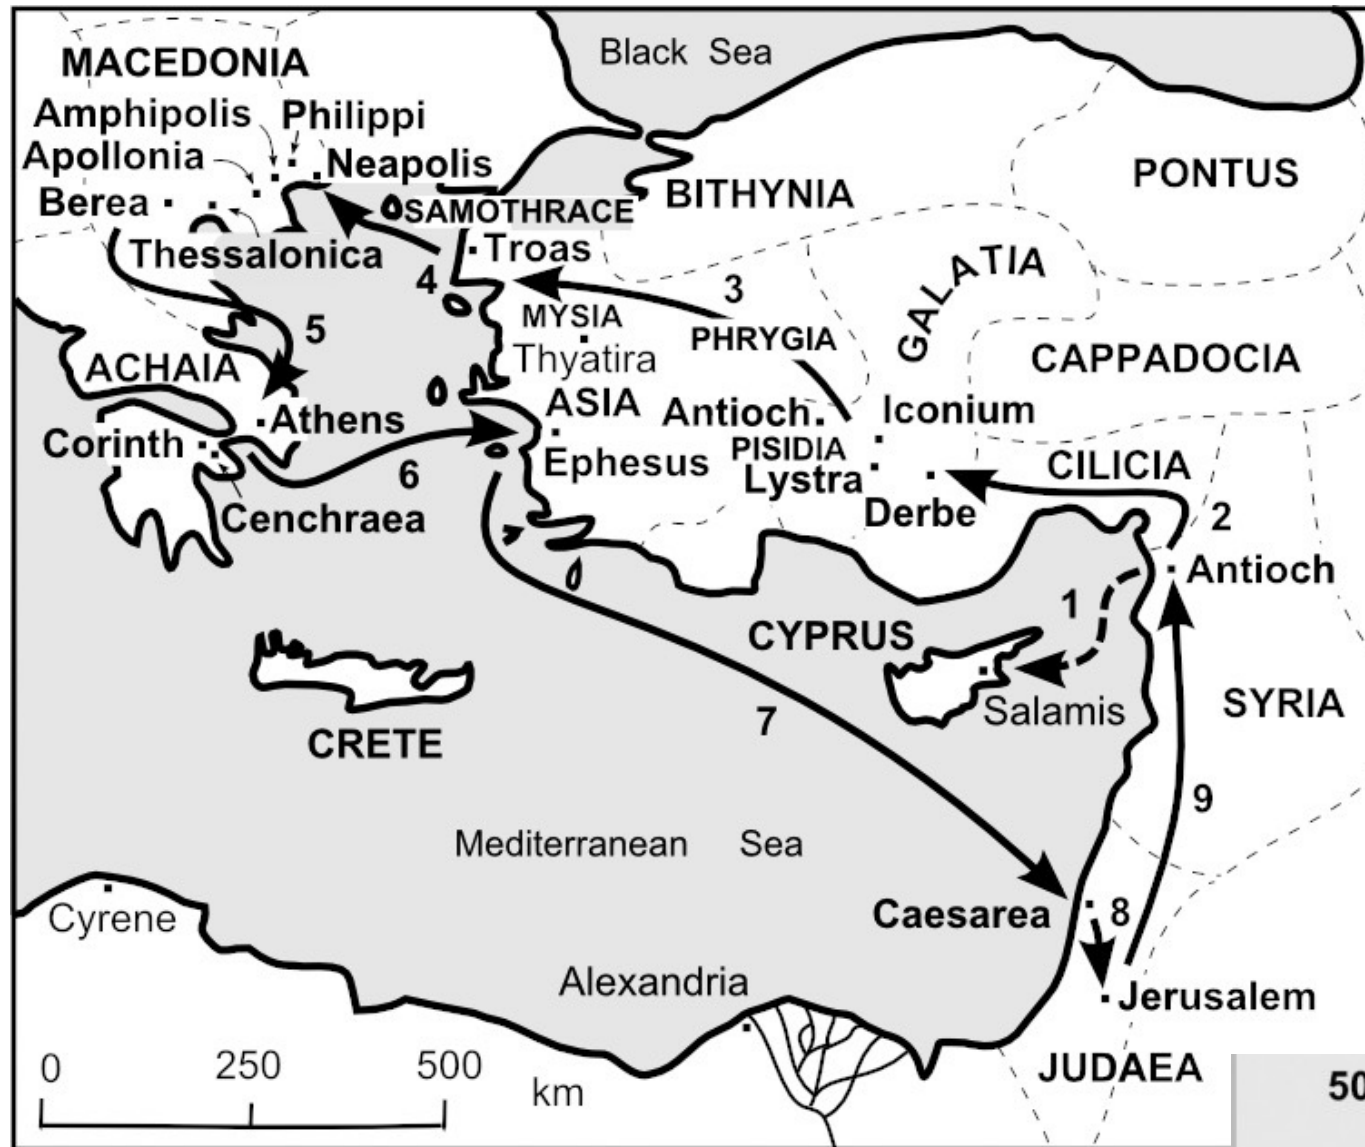 Black Sea
MACEDONIA
Amphipolis
Philippi
Apollonia
Neapolis
Berea
SAMOTHRACE
BITHYNIA
PONTUS
Thessalonica
Troas
GALATIA
4
3
MYSIA
5
PHRYGIA
Thyatira
ACHAIA
CAPPADOCIA
ASIA
Antioch
Iconium
Athens
Corinth
PISIDIA
Ephesus
6
Lystra
CILICIA
Derbe
Cenchraea
2
Antioch
1
CYPRUS
Salamis
SYRIA
7
CRETE
9
Mediterranean Sea
Caesarea
8
Cyrene
Alexandria
Jerusalem
0 250 500
km
JUDAEA
50